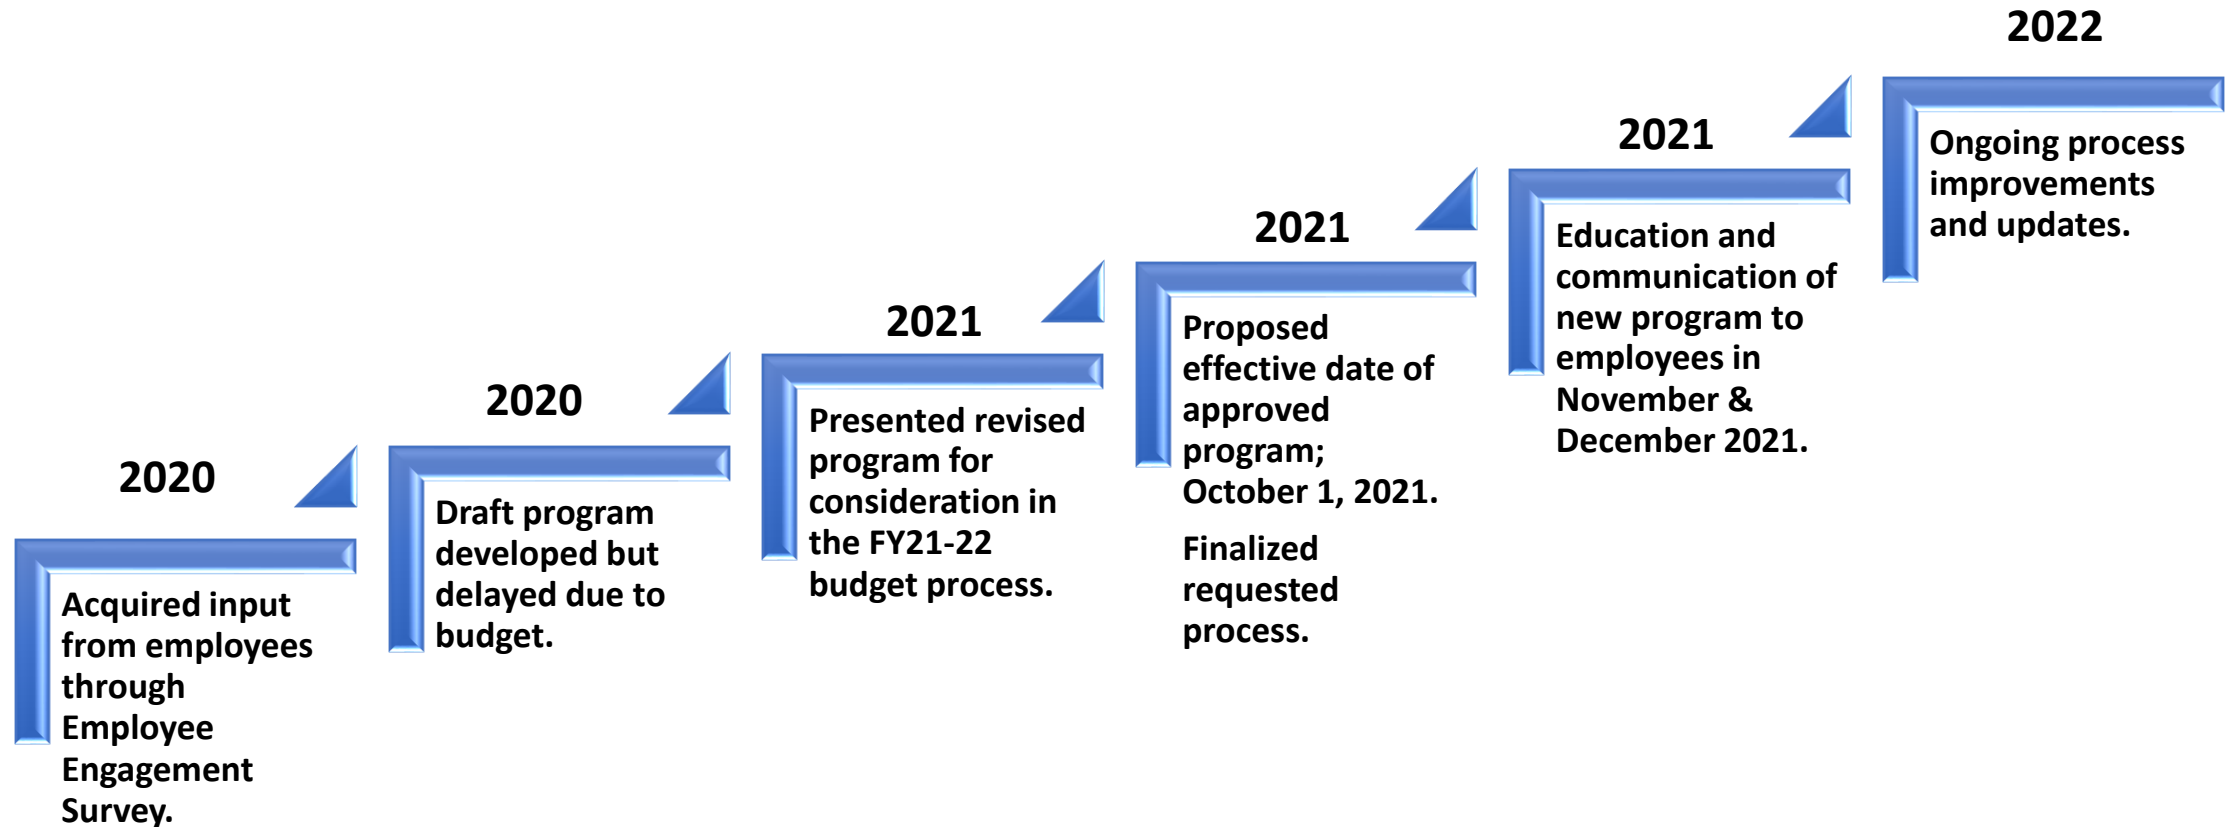 2020
Acquired input
from employees
through
Employee
Engagement
Survey.
2020
Draft program
developed but
delayed due to
budget.
2021
Presented revised
program for
consideration in
the FY21-22
budget process.
2021
Proposed
effective date of
approved
program;
October 1, 2021.
Finalized
requested
process.
2021
Education and
communication of
new program to
employees in
November &
December 2021.
2022
Ongoing process
improvements
and updates.